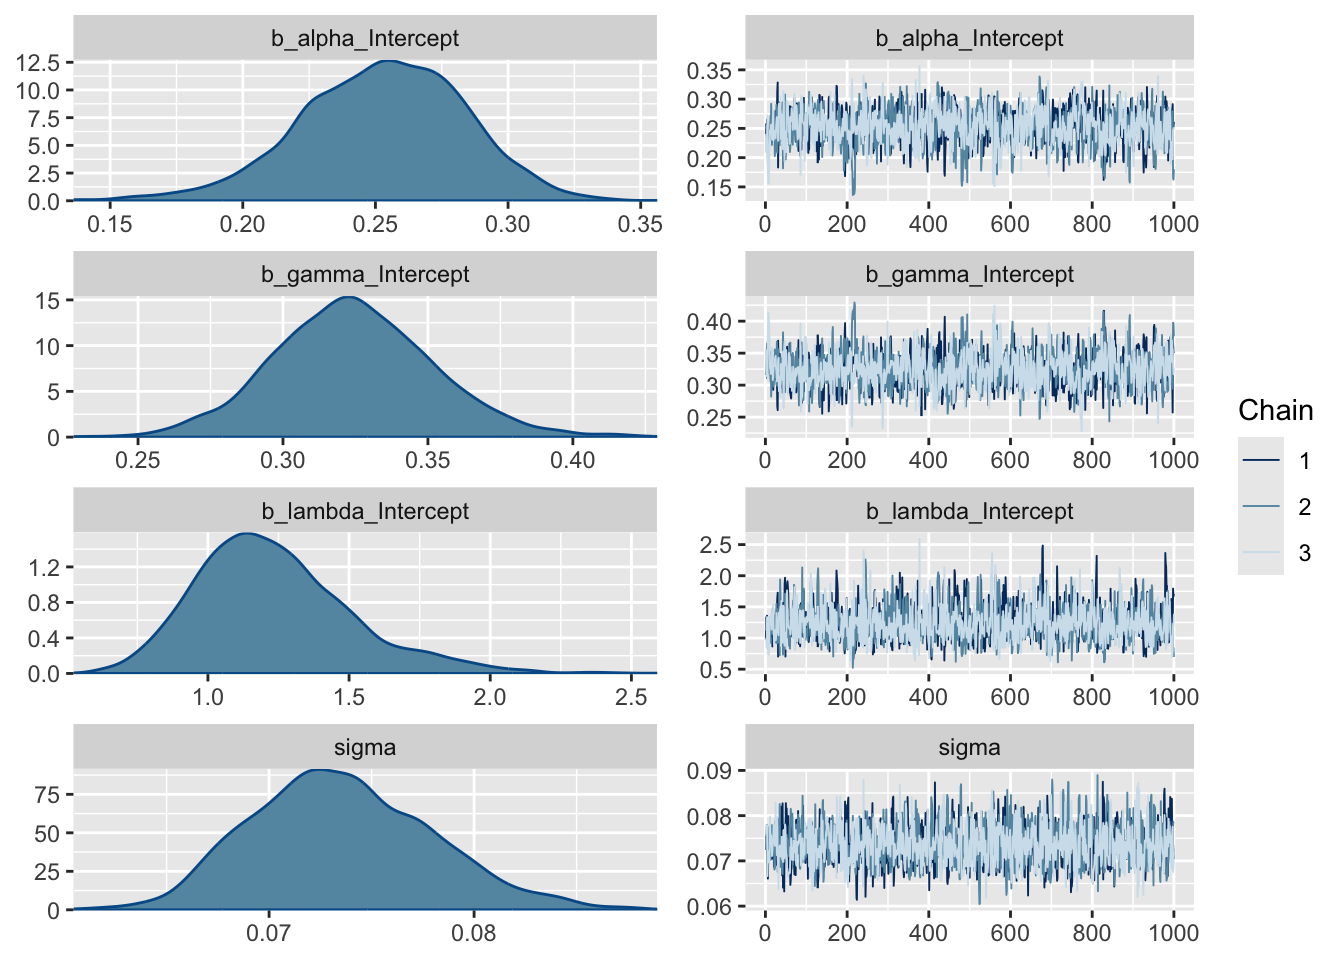 b_alpha_Intercept
12.5
10.0
7.5
5.0
2.5
0.0
0.15 0.20 0.25 0.30 0.35
b_alpha_Intercept
0.35
0.30
0.25
0.20
0.15
0 200 400 600 800 1000
b_gamma_Intercept
15
10
5
0
0.25 0.30 0.35 0.40
b_gamma_Intercept
0.40
0.35
0.30
0.25
0 200 400 600 800 1000
b_lambda_Intercept
1.2
0.8
0.4
0.0
1.0 1.5 2.0 2.5
b_lambda_Intercept
2.5
2.0
1.5
1.0
0.5
0 200 400 600 800 1000
sigma
75
50
25
0
0.07 0.08
sigma
0.09
0.08
0.07
0.06
0 200 400 600 800 1000
Chain
1
2
3